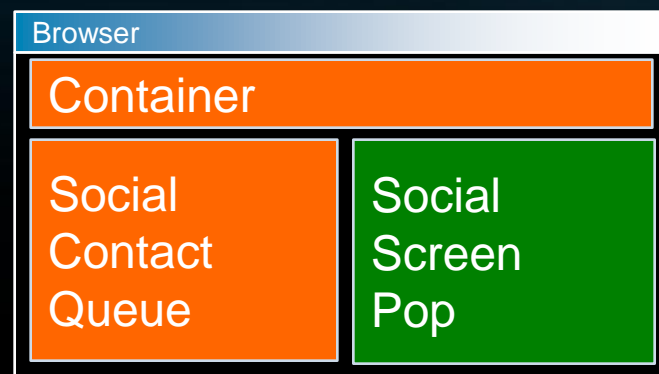 Browser
Container
Social
Contact
Queue
Social
Screen
Pop